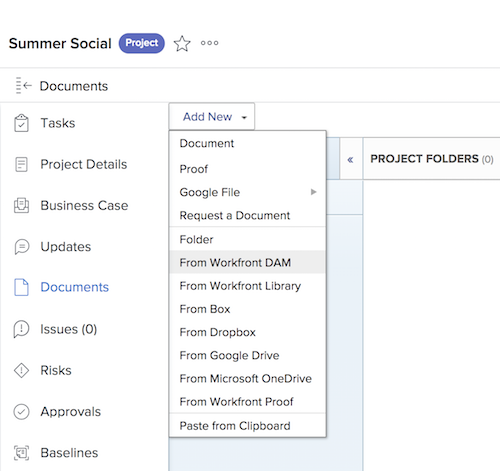 Summer Social Project
Documents
Tasks
Project Details
Business Case
Updates
Documents
Issues (0)
Risks
Approvals
Baselines
Add New
Document
Proof
Google File
Request a Document
Folder
From Workfront DAM
From Workfront Library
From Box
From Dropbox
From Google Drive
From Microsoft OneDrive
From Workfront Proof
Paste from Clipboard
« PROJECT FOLDERS (0)